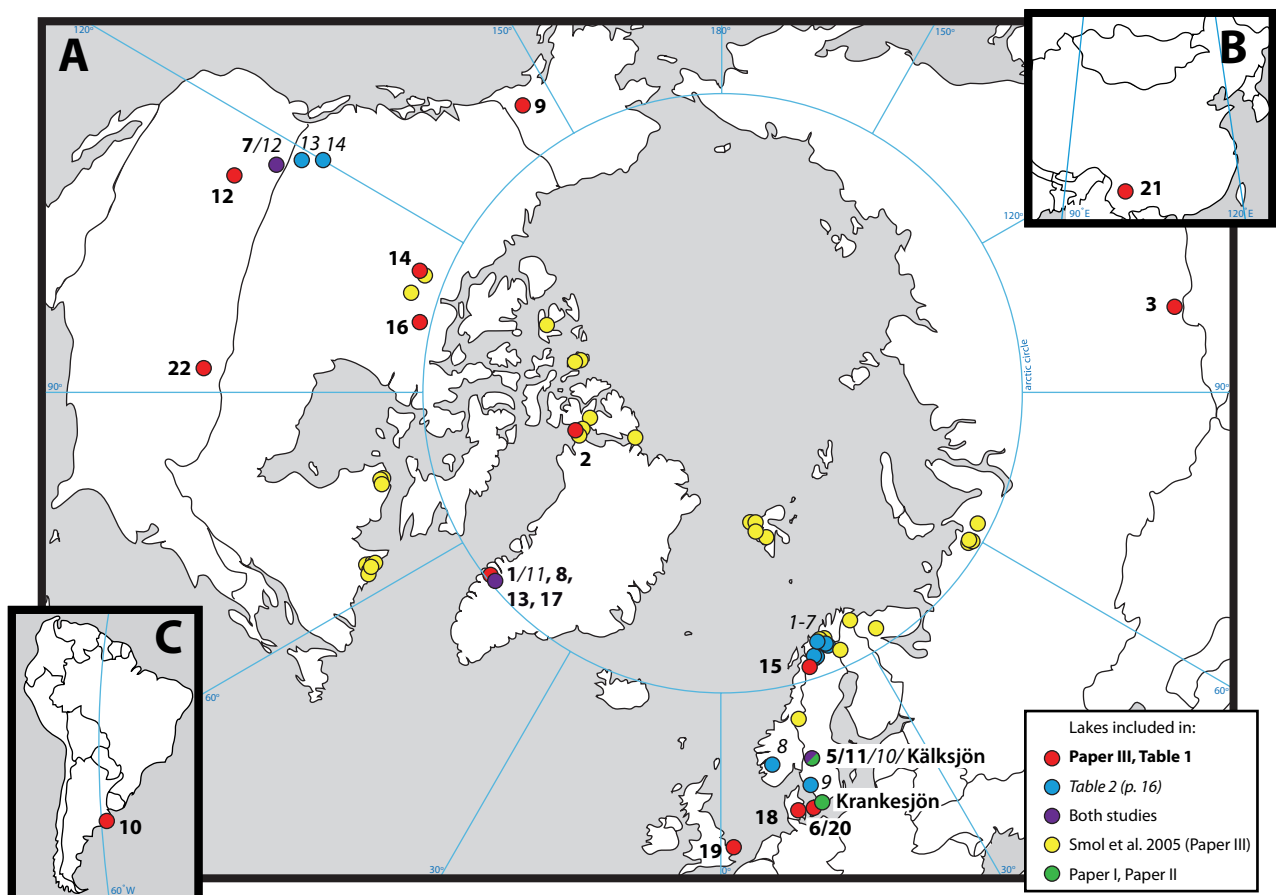 120°
150°
180°
150°
A
B
9
7/12
13
14
12
21
90°E
120°E
120°
14
3
16
22
90°
arctic circle
90°
2
1/11, 8,
13, 17
C
1-7
15
60°
60°
Lakes included in:
Paper III, Table 1
Table 2 (p. 16)
Both studies
Smol et al. 2005 (Paper III)
Paper I, Paper II
8
5/11/10/ Kälksjön
9
Krankesjön
18
6/20
10
19
60°W
30°
0°
30°